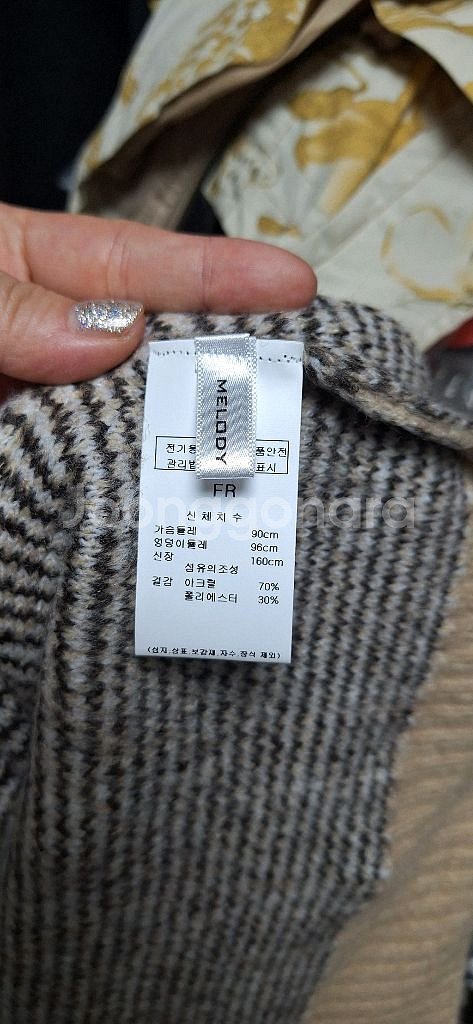 MELODY
전기용 품안전
관리법 표시
FR
신체치수
가슴둘레 90cm
엉덩이둘레 96cm
신장 160cm
섬유의조성
겉감 아크릴 70%
폴리에스터 30%
(심지,상표,보강재,자수,장식 제외)
Joonggonara